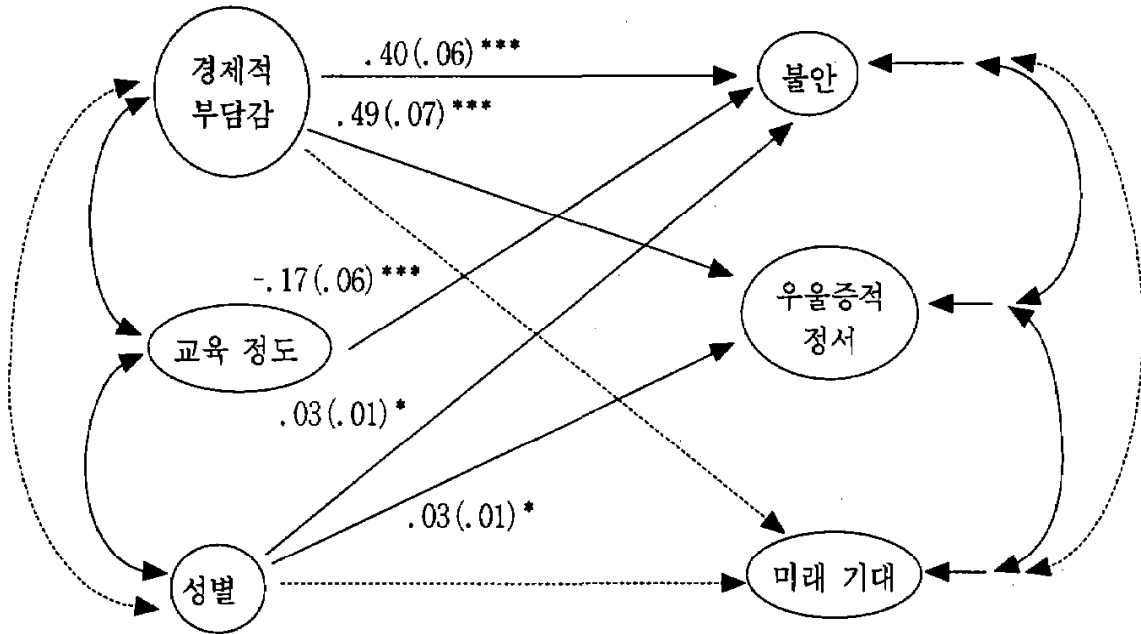 경제적
부담감
.40(.06)***
.49(.07)***
불안
-.17(.06)***
교육 정도
우울증적
정서
.03(.01)*
.03(.01)*
성별
미래 기대